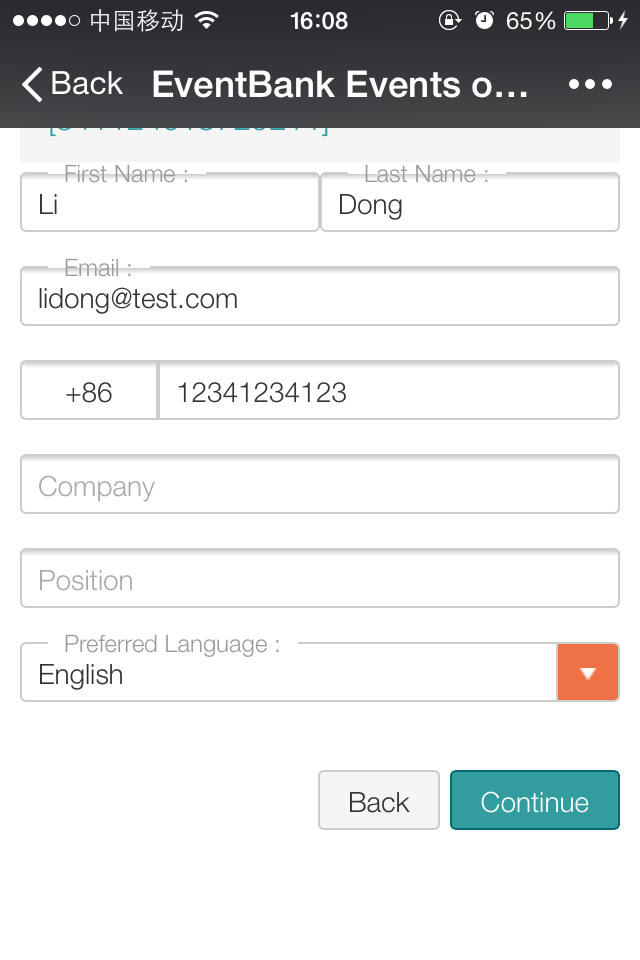 中国移动 16:08 65%
Back EventBank Events o...
First Name : Last Name :
Li Dong
Email :
lidong@test.com
+86 12341234123
Company
Position
Preferred Language :
English
Back Continue